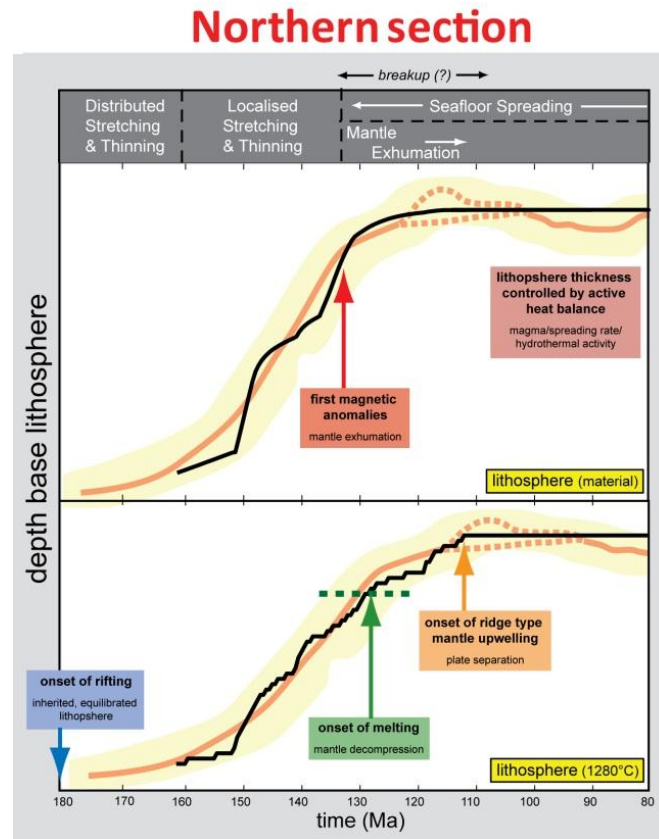 Northern section
breakup (?)
Distributed
Stretching
& Thinning
Localised
Stretching
& Thinning
Seafloor Spreading
Mantle
Exhumation
depth base lithosphere
lithopshere thickness
controlled by active
heat balance
magma/spreading rate/
hydrothermal activity
first magnetic
anomalies
mantle exhumation
lithosphere (material)
onset of ridge type
mantle upwelling
plate separation
onset of rifting
inherited, equilibrated
lithopshere
onset of melting
mantle decompression
lithosphere (1280°C)
180 170 160 150 140 130 120 110 100 90 80
time (Ma)